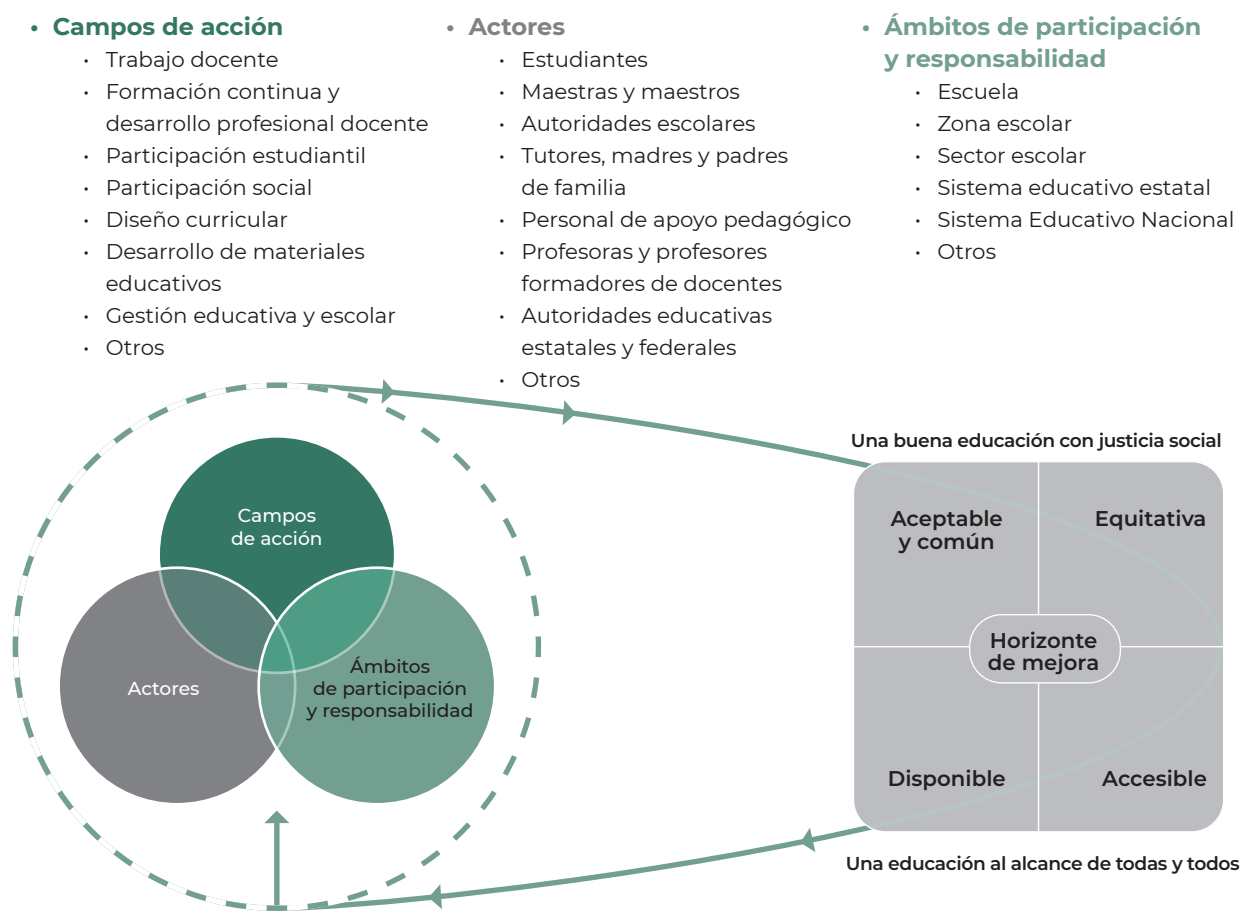 • Campos de acción
• Trabajo docente
• Formación continua y
desarrollo profesional docente
• Participación estudiantil
• Participación social
• Diseño curricular
• Desarrollo de materiales
educativos
• Gestión educativa y escolar
• Otros
• Actores
• Estudiantes
• Maestras y maestros
• Autoridades escolares
• Tutores, madres y padres
de familia
• Personal de apoyo pedagógico
• Profesoras y profesores
formadores de docentes
• Autoridades educativas
estatales y federales
• Otros
• Ámbitos de participación
y responsabilidad
• Escuela
• Zona escolar
• Sector escolar
• Sistema educativo estatal
• Sistema Educativo Nacional
• Otros
Campos
de acción
Actores
Ámbitos
de participación
y responsabilidad
Una buena educación con justicia social
Aceptable
y común
Equitativa
Horizonte
de mejora
Disponible
Accesible
Una educación al alcance de todas y todos